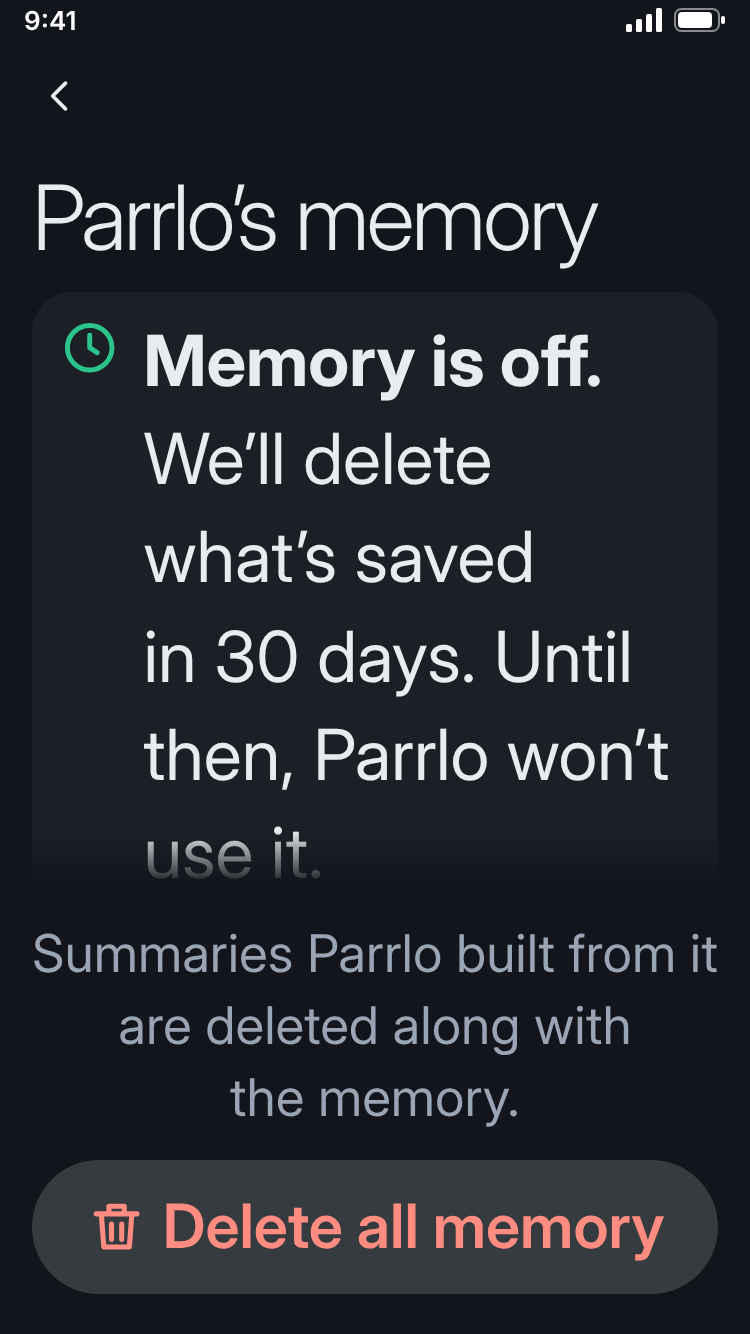 9:41
Parrlo’s memory
Memory is off.
We’ll delete
what’s saved
in 30 days. Until
then, Parrlo won’t
use it.
Summaries Parrlo built from it
are deleted along with
the memory.
Delete all memory